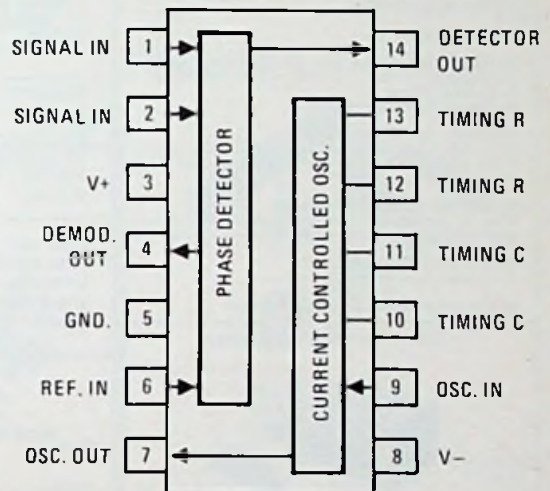 SIGNAL IN 1
SIGNAL IN 2
V+ 3
DEMOD.
OUT 4
GND. 5
REF. IN 6
OSC. OUT 7
PHASE DETECTOR
CURRENT CONTROLLED OSC.
14 DETECTOR
OUT
13 TIMING R
12 TIMING R
11 TIMING C
10 TIMING C
9 OSC. IN
8 V−